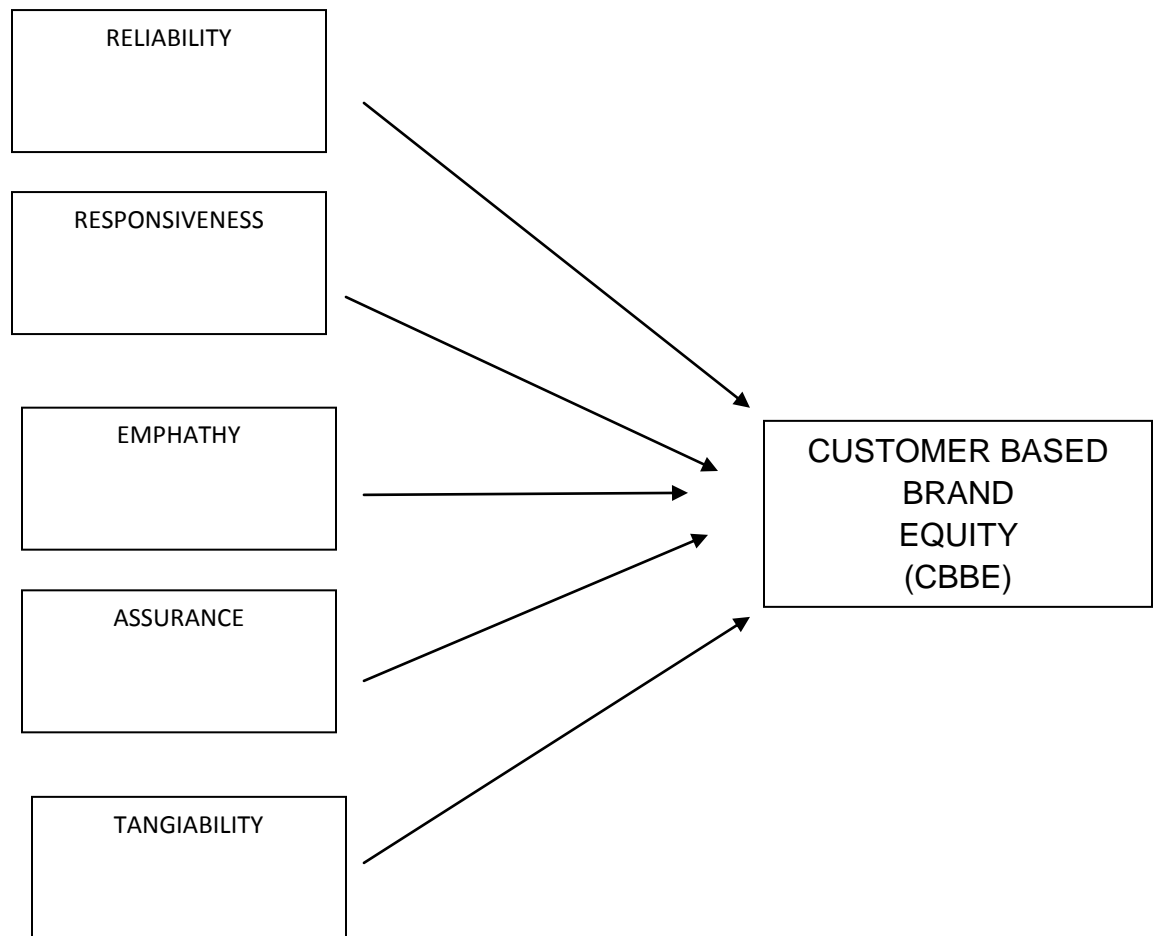 RELIABILITY
RESPONSIVENESS
EMPHATHY
ASSURANCE
TANGIABILITY
CUSTOMER BASED
BRAND
EQUITY
(CBBE)